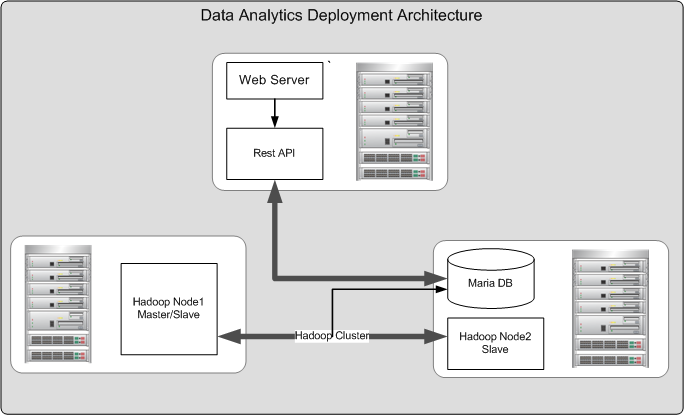 Data Analytics Deployment Architecture
Web Server
Rest API
Maria DB
Hadoop Node1
Master/Slave
Hadoop Cluster
Hadoop Node2
Slave